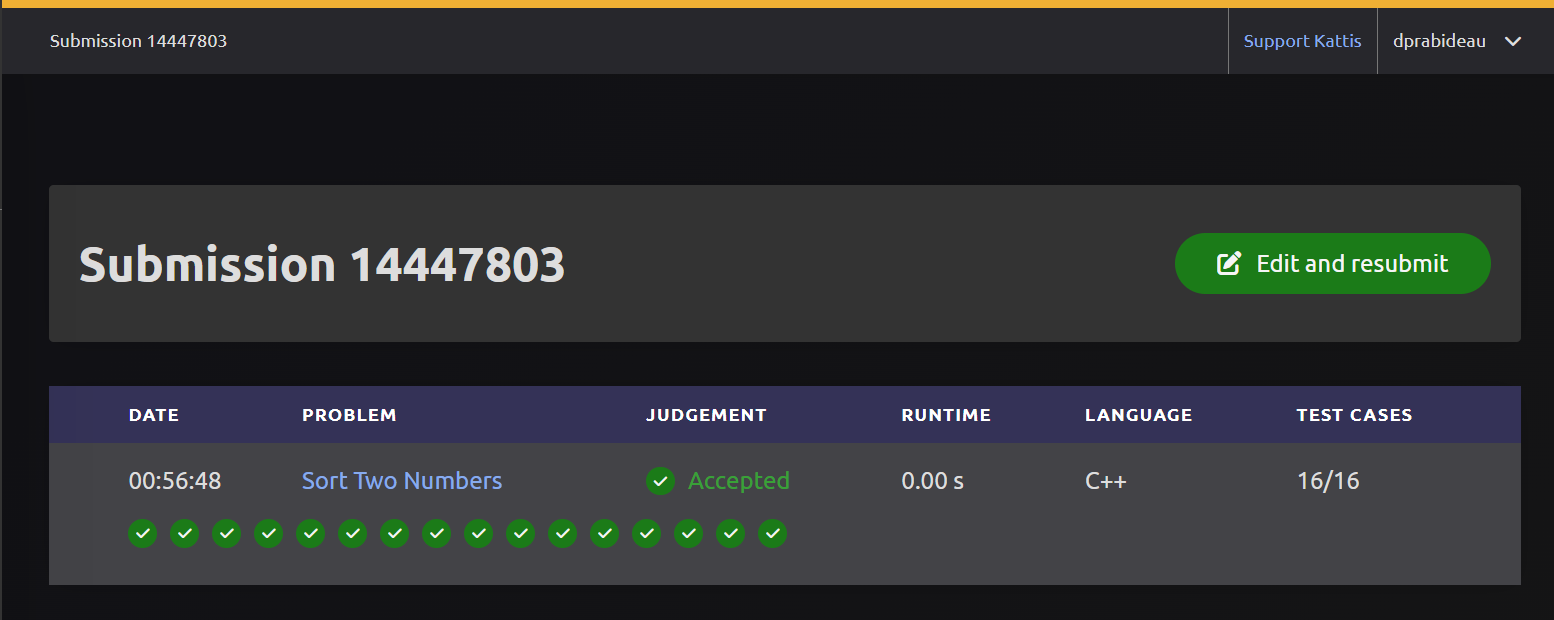 Submission 14447803 Support Kattis dprabideau
Submission 14447803 Edit and resubmit
DATE PROBLEM JUDGEMENT RUNTIME LANGUAGE TEST CASES
00:56:48 Sort Two Numbers Accepted 0.00 s C++ 16/16